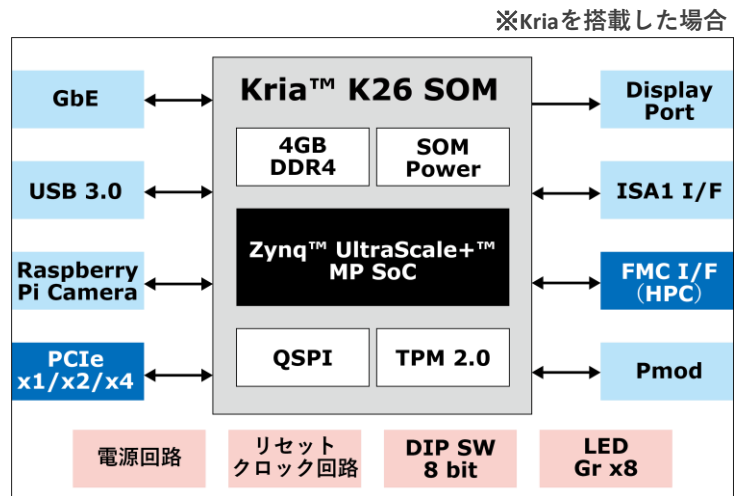 ※Kriaを搭載した場合
GbE
USB 3.0
Raspberry
Pi Camera
PCIe
x1/x2/x4
Kria™ K26 SOM
4GB
DDR4
SOM
Power
Zynq™ UltraScale+™
MP SoC
QSPI
TPM 2.0
Display
Port
ISA1 I/F
FMC I/F
（HPC）
Pmod
電源回路
リセット
クロック回路
DIP SW
8 bit
LED
Gr x8